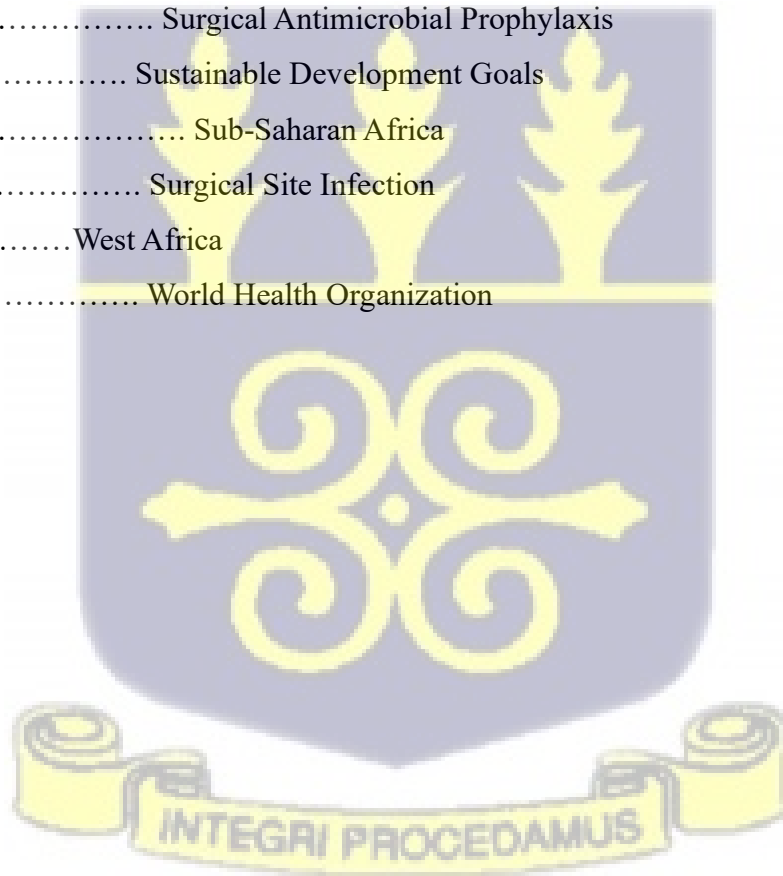 …………… Surgical Antimicrobial Prophylaxis
…………. Sustainable Development Goals
………………. Sub-Saharan Africa
…………. Surgical Site Infection
…….West Africa
…………. World Health Organization
INTEGRI PROCEDAMUS